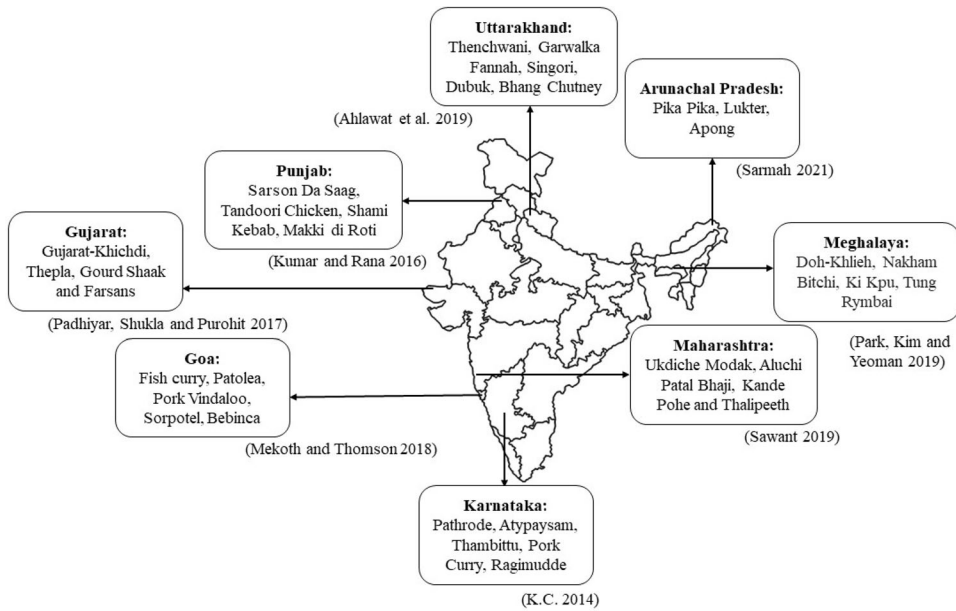 Uttarakhand:
Thenchwani, Garwalka
Fannah, Singori,
Dubuk, Bhang Chutney
(Ahlawat et al. 2019)
Arunachal Pradesh:
Pika Pika, Lukter,
Apong
(Sarmah 2021)
Punjab:
Sarson Da Saag,
Tandoori Chicken, Shami
Kebab, Makki di Roti
(Kumar and Rana 2016)
Gujarat:
Gujarat-Khichdi,
Thepla, Gourd Shaak
and Farsans
(Padhiyar, Shukla and Purohit 2017)
Meghalaya:
Doh-Khlieh, Nakham
Bitchi, Ki Kpu, Tung
Rymbai
(Park, Kim and
Yeoman 2019)
Goa:
Fish curry, Patolea,
Pork Vindaloo,
Sorpotel, Bebinca
(Mekoth and Thomson 2018)
Maharashtra:
Ukdiche Modak, Aluchi
Patal Bhaji, Kande
Pohe and Thalipeeth
(Sawant 2019)
Karnataka:
Pathrode, Atypaysam,
Thambittu, Pork
Curry, Ragimudde
(K.C. 2014)